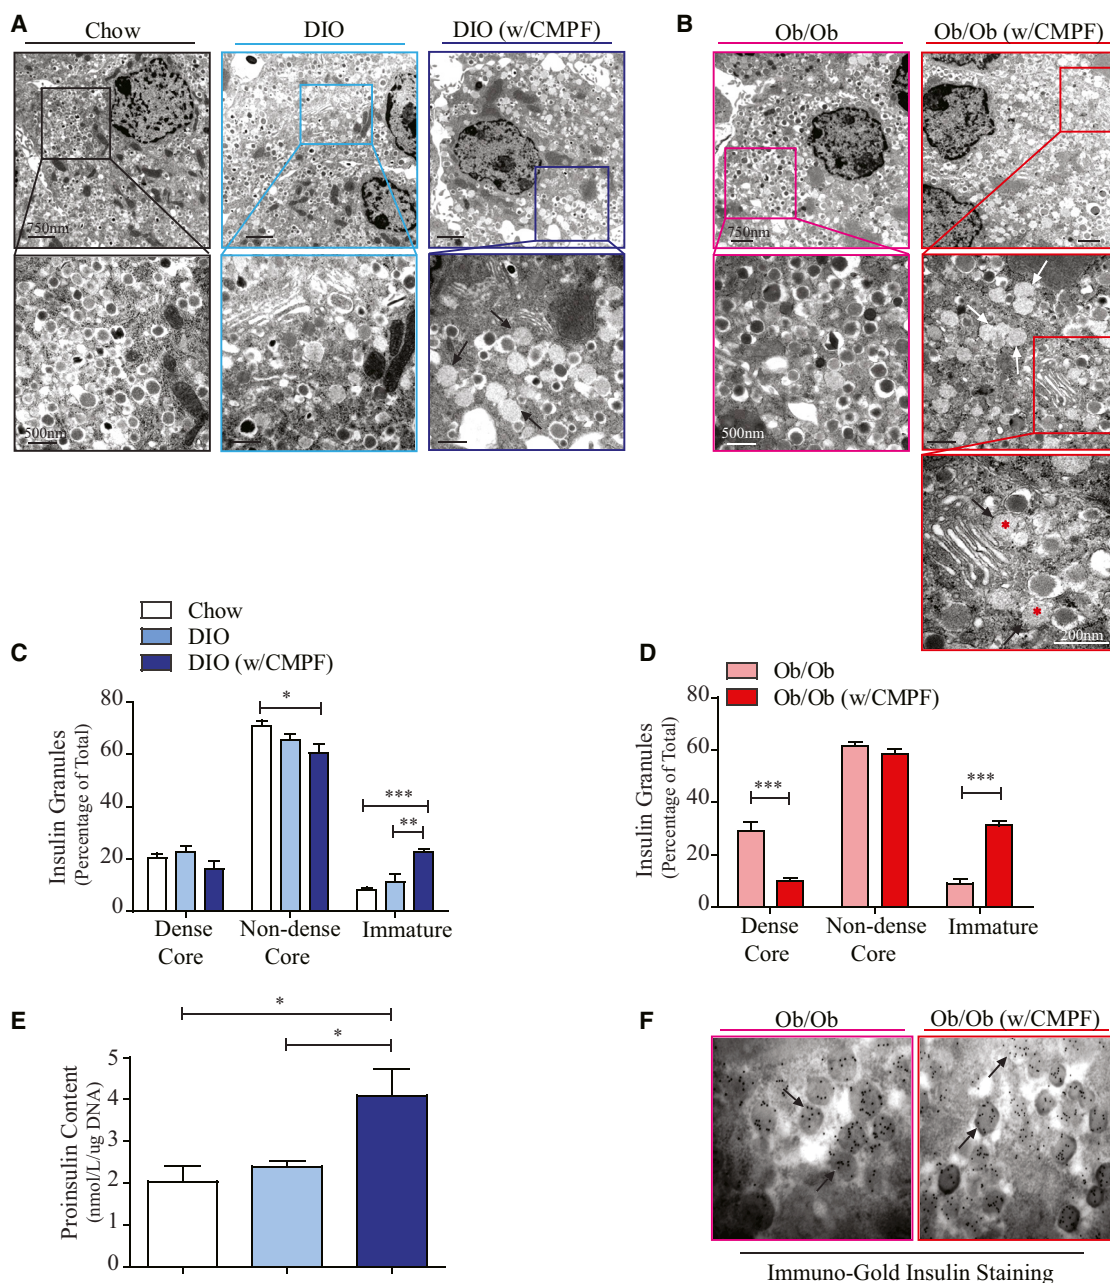 A
Chow
DIO
DIO (w/CMPF)
750nm
500nm
B
Ob/Ob
Ob/Ob (w/CMPF)
750nm
500nm
*
*
200nm
Chow
DIO
DIO (w/CMPF)
C
Insulin Granules
(Percentage of Total)
80
60
40
20
0
*
***
**
Dense
Core
Non-dense
Core
Immature
D
Ob/Ob
Ob/Ob (w/CMPF)
Insulin Granules
(Percentage of Total)
80
60
40
20
0
***
***
Dense
Core
Non-dense
Core
Immature
E
Proinsulin Content
(nmol/L/ug DNA)
5
4
3
2
1
0
*
*
F
Ob/Ob
Ob/Ob (w/CMPF)
Immuno-Gold Insulin Staining